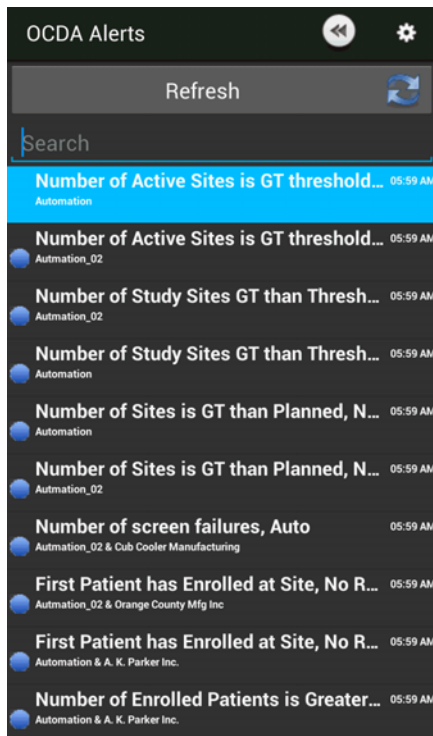 OCDA Alerts
Refresh
Search
Number of Active Sites is GT threshold... 05:59 AM
Automation
Number of Active Sites is GT threshold... 05:59 AM
Autmation_02
Number of Study Sites GT than Thresh... 05:59 AM
Autmation_02
Number of Study Sites GT than Thresh... 05:59 AM
Automation
Number of Sites is GT than Planned, N... 05:59 AM
Automation
Number of Sites is GT than Planned, N... 05:59 AM
Autmation_02
Number of screen failures, Auto 05:59 AM
Autmation_02 & Cub Cooler Manufacturing
First Patient has Enrolled at Site, No R... 05:59 AM
Autmation_02 & Orange County Mfg Inc
First Patient has Enrolled at Site, No R... 05:59 AM
Automation & A. K. Parker Inc.
Number of Enrolled Patients is Greater... 05:59 AM
Automation & A. K. Parker Inc.